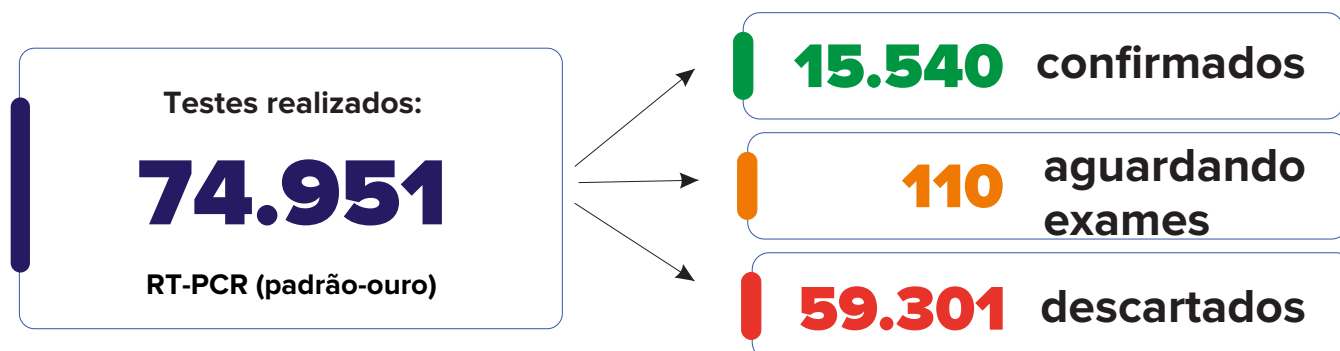 Testes realizados:
74.951
RT-PCR (padrão-ouro)
15.540 confirmados
110 aguardando
exames
59.301 descartados